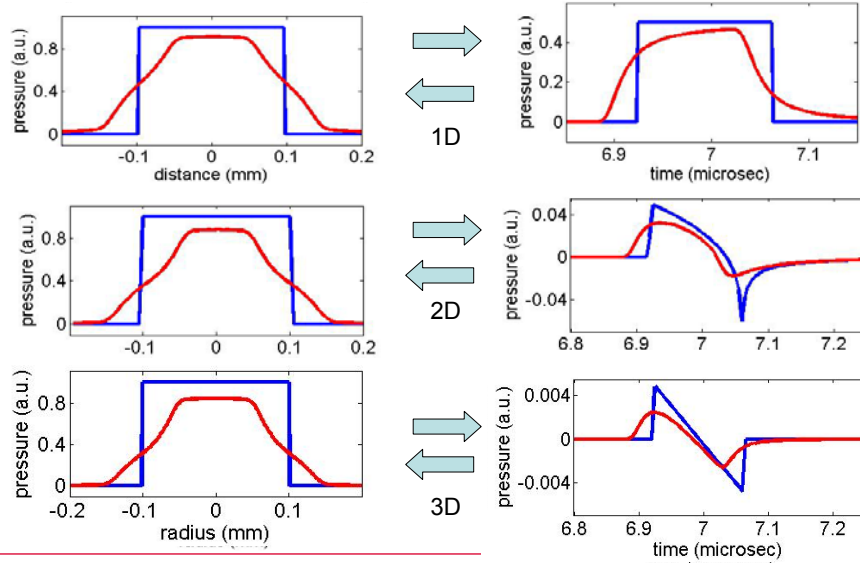 pressure (a.u.)
0.8
0.4
0
-0.1 0 0.1 0.2
distance (mm)
1D
pressure (a.u.)
0.4
0.2
0
6.9 7 7.1
time (microsec)
pressure (a.u.)
0.8
0.4
0
-0.1 0 0.1 0.2
2D
pressure (a.u.)
0.04
0
-0.04
6.8 6.9 7 7.1 7.2
pressure (a.u.)
0.8
0.4
0
-0.2 -0.1 0 0.1
radius (mm)
3D
pressure (a.u.)
0.004
0
-0.004
6.8 6.9 7 7.1 7.2
time (microsec)